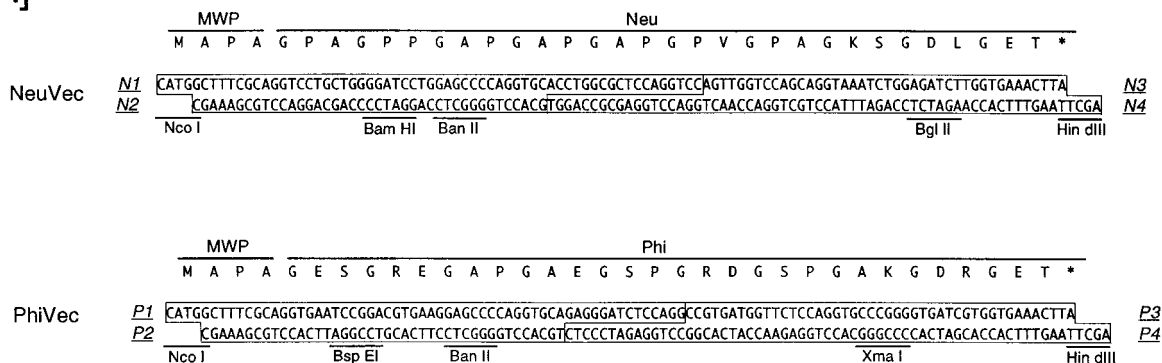 MWP Neu
M A P A G P A G P P G A P G A P G A P G P V G P A G K S G D L G E T *
NeuVec
N1 CATGGCTTTCGCAGGTCCTGCTGGGGATCCTGGAGCCCCAGGTGCACCTGGCGCTCCAGGTCCAGTTGGTCCAGCAGGTAAATCTGGAGATCTTGGTGAAACTTA N3
N2 CGAAAGCGTCCAGGACGACCCCTAGGACCTCGGGGTCCACGTGGACCGCGAGGTCCAGGTCAACCAGGTCGTCCATTTAGACCTCTAGAACCACTTTGAATTCGA N4
Nco I Bam HI Ban II Bgl II Hin dIII
MWP Phi
M A P A G E S G R E G A P G A E G S P G R D G S P G A K G D R G E T *
PhiVec
P1 CATGGCTTTCGCAGGTGAATCCGGACGTGAAGGAGCCCCAGGTGCAGAGGGATCTCCAGGCCGTGATGGTTCTCCAGGTGCCCGGGGTGATCGTGGTGAAACTTA P3
P2 CGAAAGCGTCCACTTAGGCCTGCACTTCCTCGGGGTCCACGTCTCCCTAGAGGTCCGGCACTACCAAGAGGTCCACGGGCCCCACTAGCACCACTTTGAATTCGA P4
Nco I Bsp EI Ban II Xma I Hin dIII